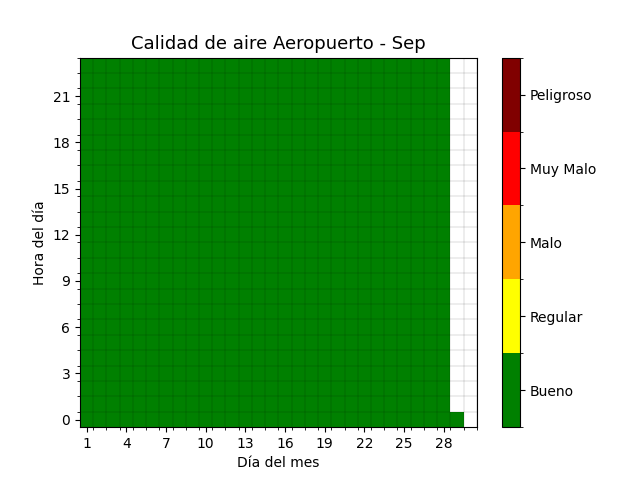 Calidad de aire Aeropuerto - Sep
Hora del día
21
18
15
12
9
6
3
0
1 4 7 10 13 16 19 22 25 28
Día del mes
Peligroso
Muy Malo
Malo
Regular
Bueno